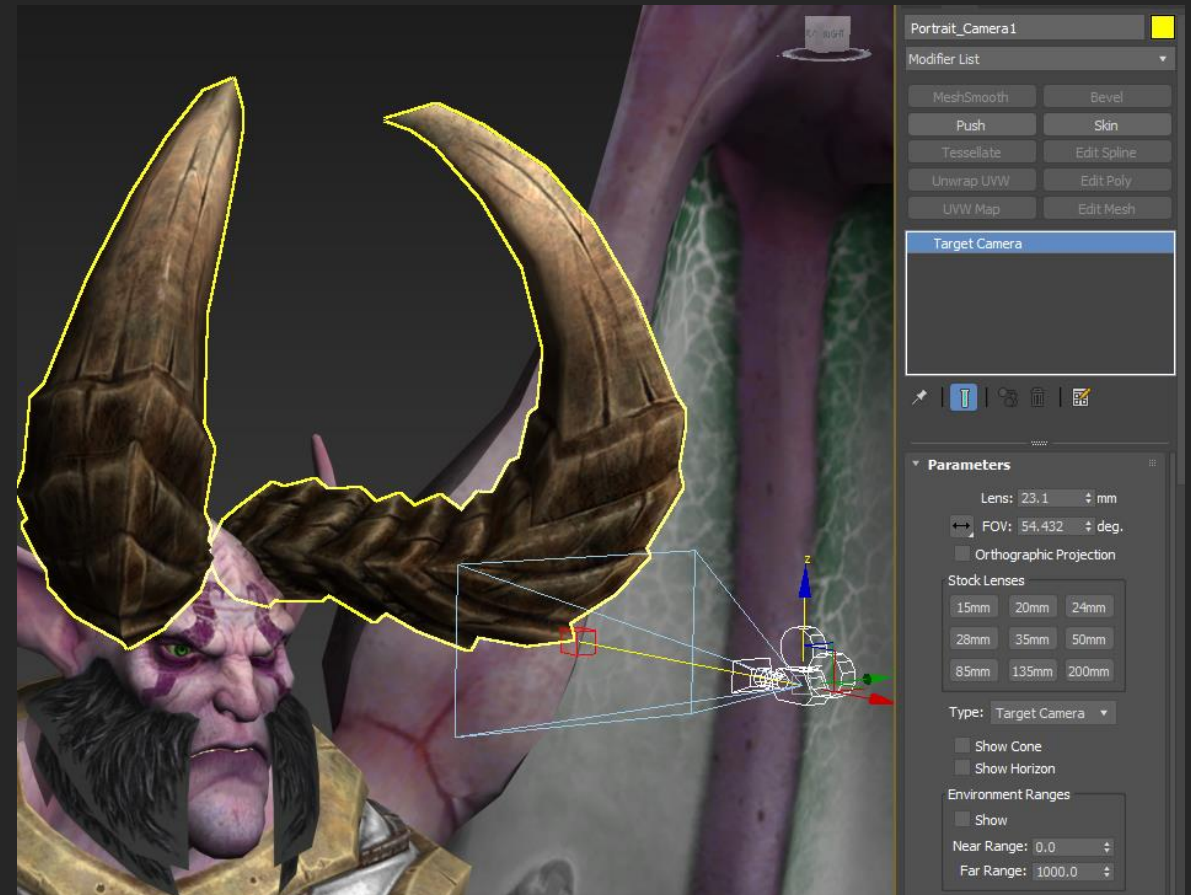 RIGHT
Portrait_Camera1
Modifier List
MeshSmooth Bevel
Push Skin
Tessellate Edit Spline
Unwrap UVW Edit Poly
UVW Map Edit Mesh
Target Camera
Parameters
Lens: 23.1 mm
FOV: 54.432 deg.
Orthographic Projection
Stock Lenses
15mm 20mm 24mm
28mm 35mm 50mm
85mm 135mm 200mm
z
Type: Target Camera
Show Cone
Show Horizon
Environment Ranges
Show
Near Range: 0.0
Far Range: 1000.0